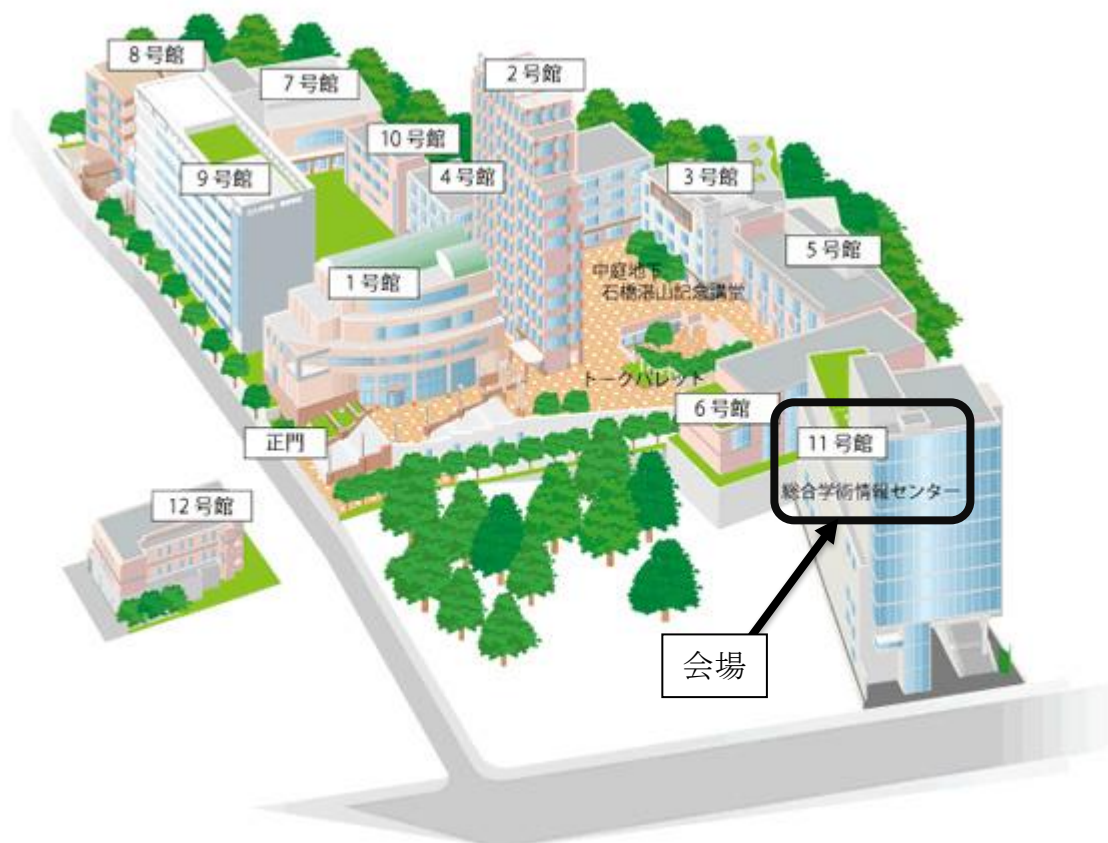 8号館
7号館
2号館
10号館
4号館
3号館
9号館
5号館
1号館
中庭地下
石橋湛山記念講堂
トークパレット
6号館
正門
11号館
総合学術情報センター
12号館
会場